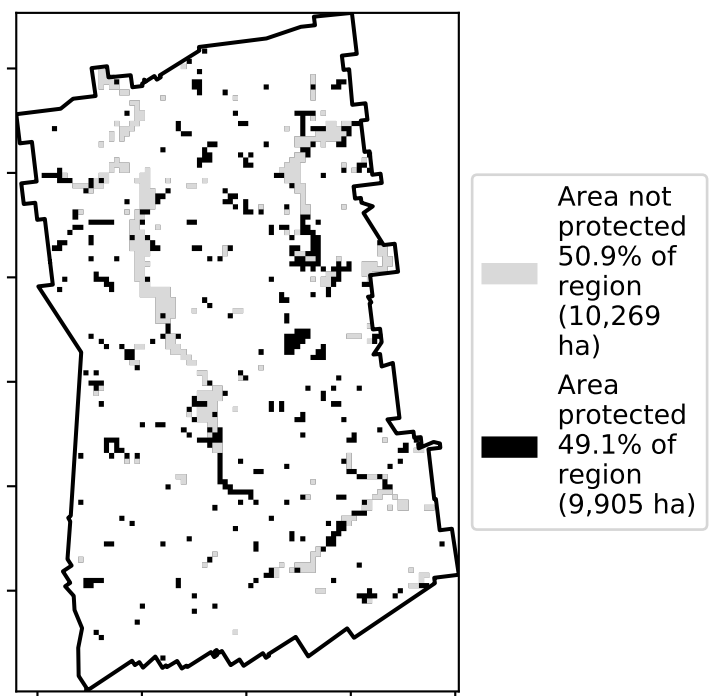 Area not
protected
50.9% of
region
(10,269
ha)
Area
protected
49.1% of
region
(9,905 ha)